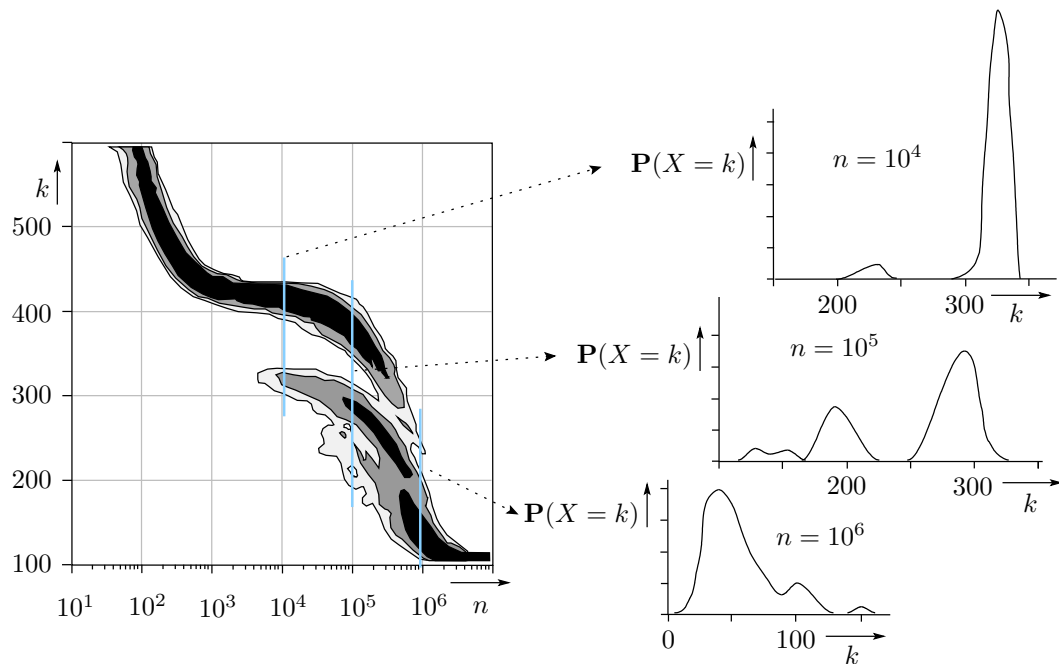 k
500
400
300
200
100
10^1
10^2
10^3
10^4
10^5
10^6
n
P(X = k)
n = 10^4
200
300
k
P(X = k)
n = 10^5
200
300
k
P(X = k)
n = 10^6
0
100
k